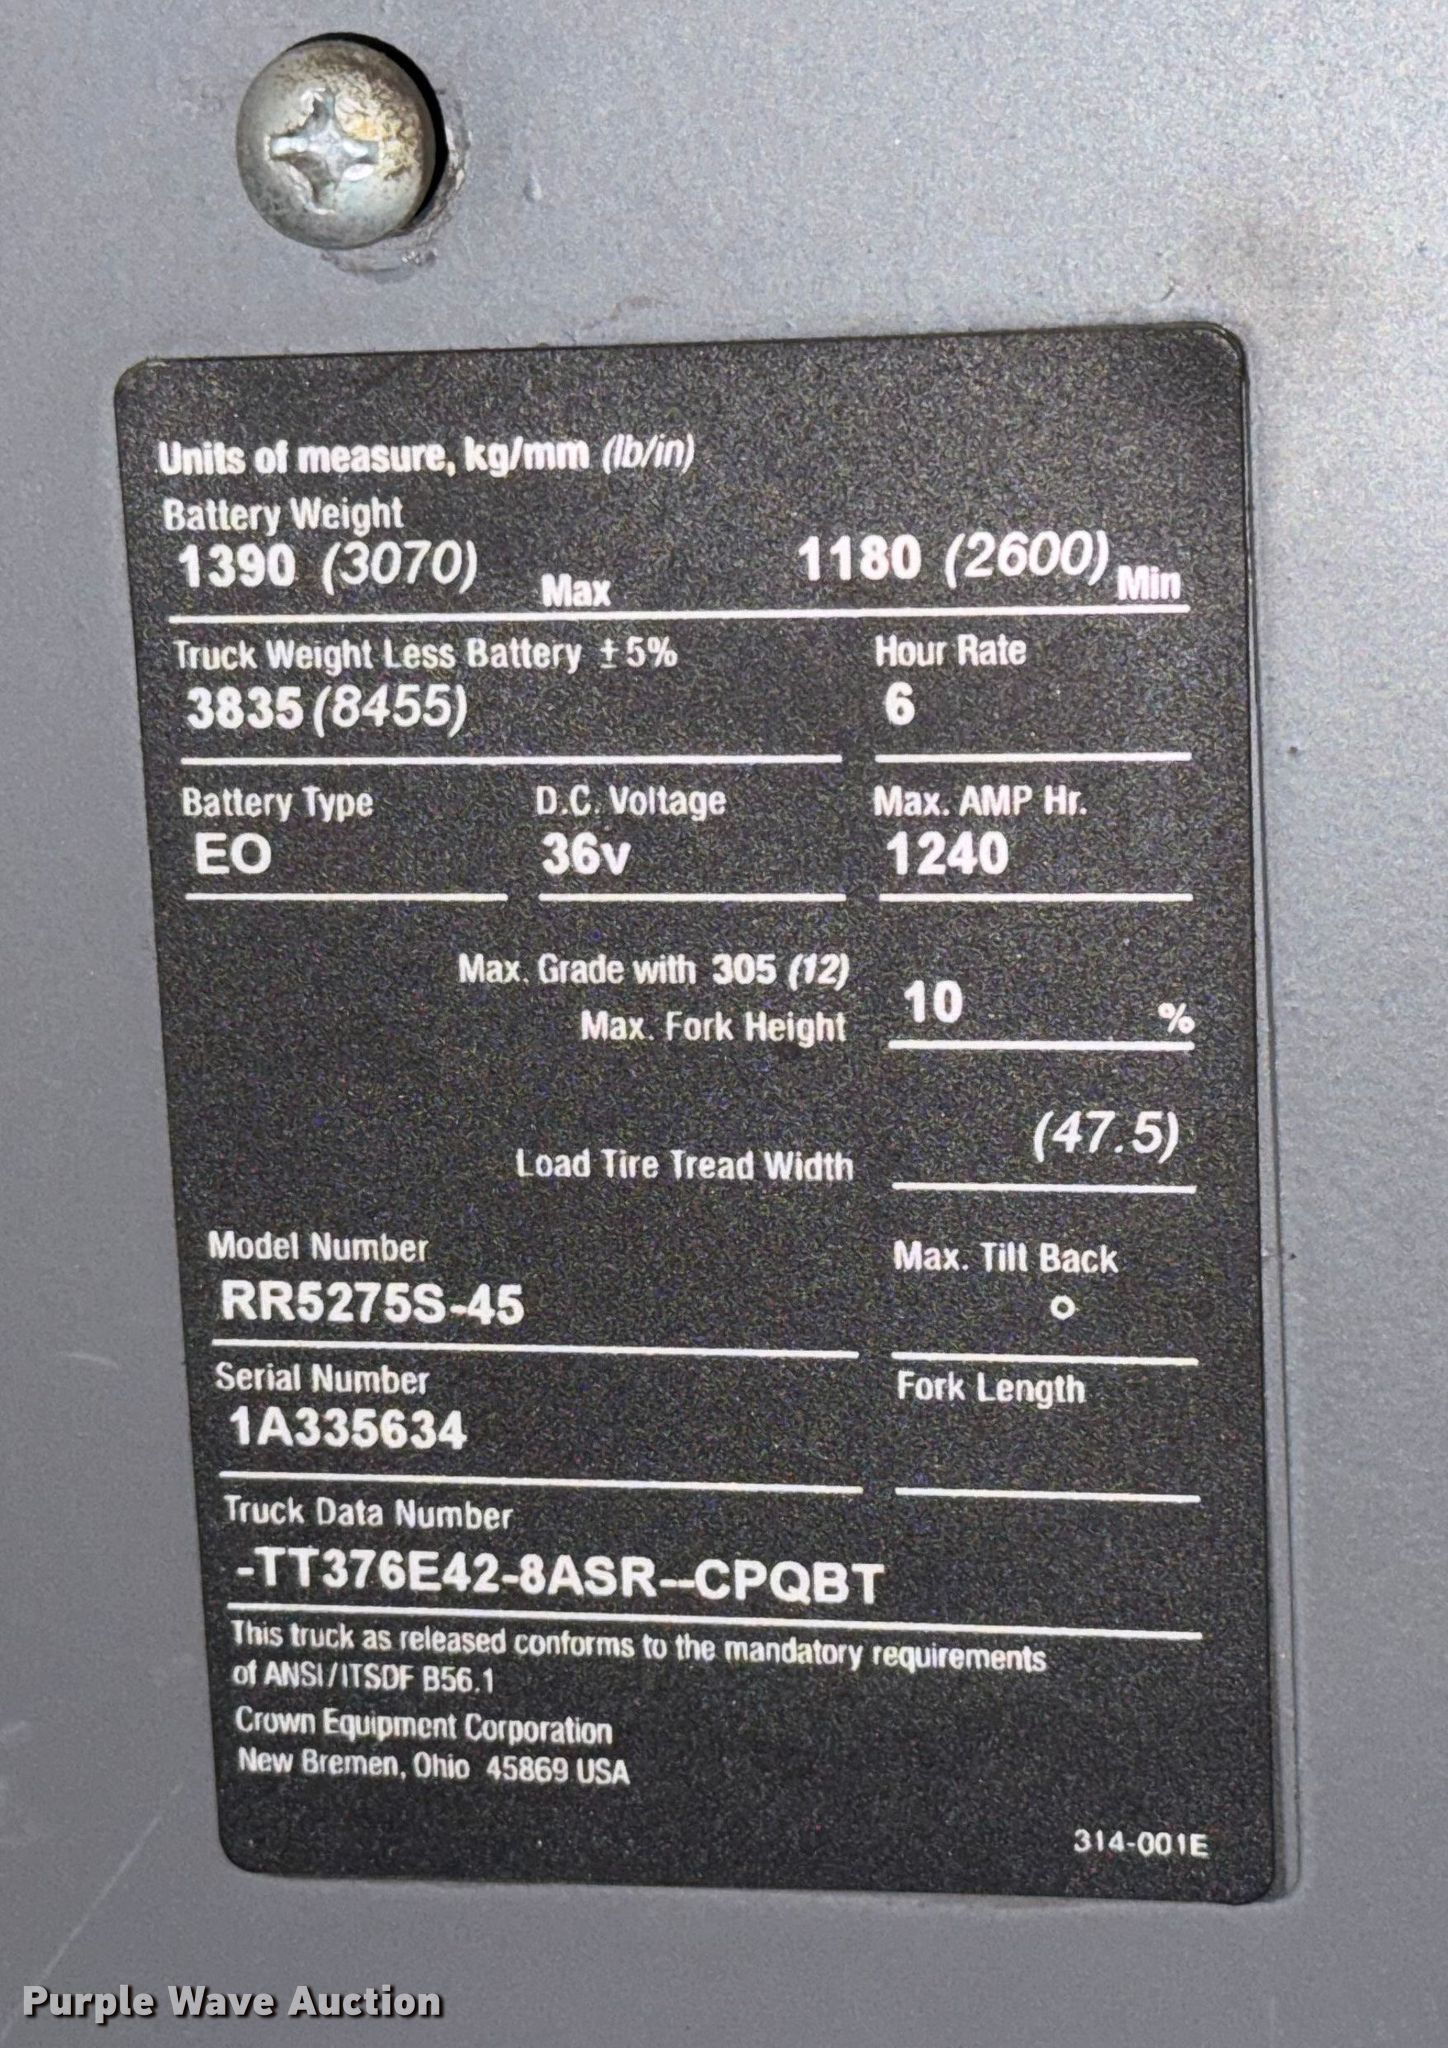 Units of measure, kg/mm (lb/in)
Battery Weight
1390 (3070) Max 1180 (2600) Min
Truck Weight Less Battery ±5% Hour Rate
3835 (8455) 6
Battery Type D.C. Voltage Max. AMP Hr.
EO 36v 1240
Max. Grade with 305 (12)
Max. Fork Height 10 %
Load Tire Tread Width (47.5)
Model Number Max. Tilt Back
RR5275S-45 °
Serial Number Fork Length
1A335634
Truck Data Number
-TT376E42-8ASR--CPQBT
This truck as released conforms to the mandatory requirements
of ANSI/ITSDF B56.1
Crown Equipment Corporation
New Bremen, Ohio 45869 USA
314-001E
Purple Wave Auction